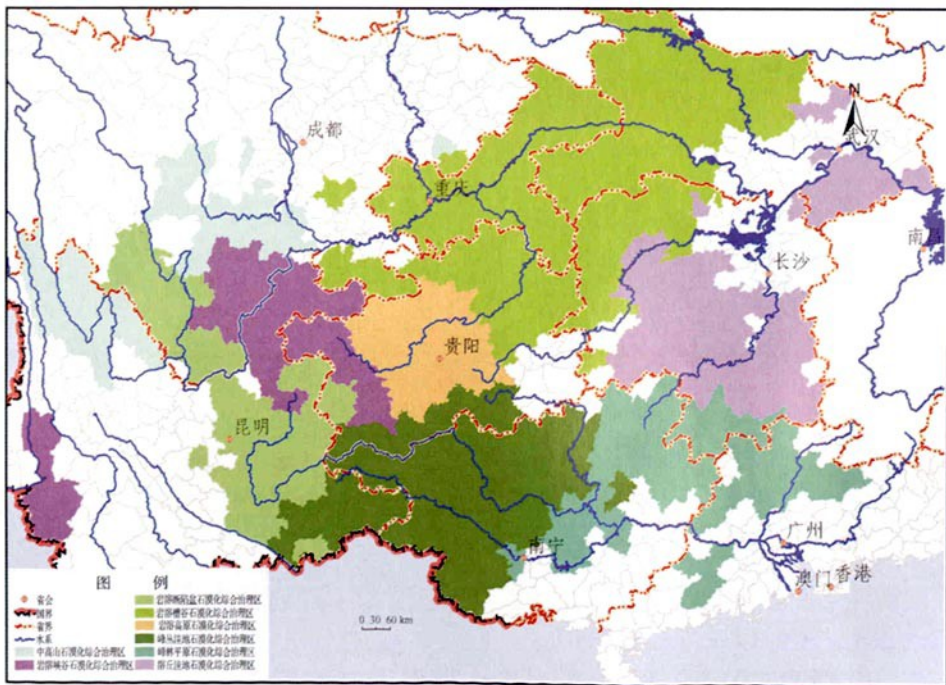 N
成都
武汉
重庆
南昌
长沙
贵阳
昆明
广州
南宁
澳门香港
0 30 60 km
图 例
省会
国界
省界
水系
中高山石漠化综合治理区
岩溶峡谷石漠化综合治理区
岩溶断陷盆石漠化综合治理区
岩溶槽谷石漠化综合治理区
岩溶高原石漠化综合治理区
峰丛洼地石漠化综合治理区
峰林平原石漠化综合治理区
溶丘洼地石漠化综合治理区